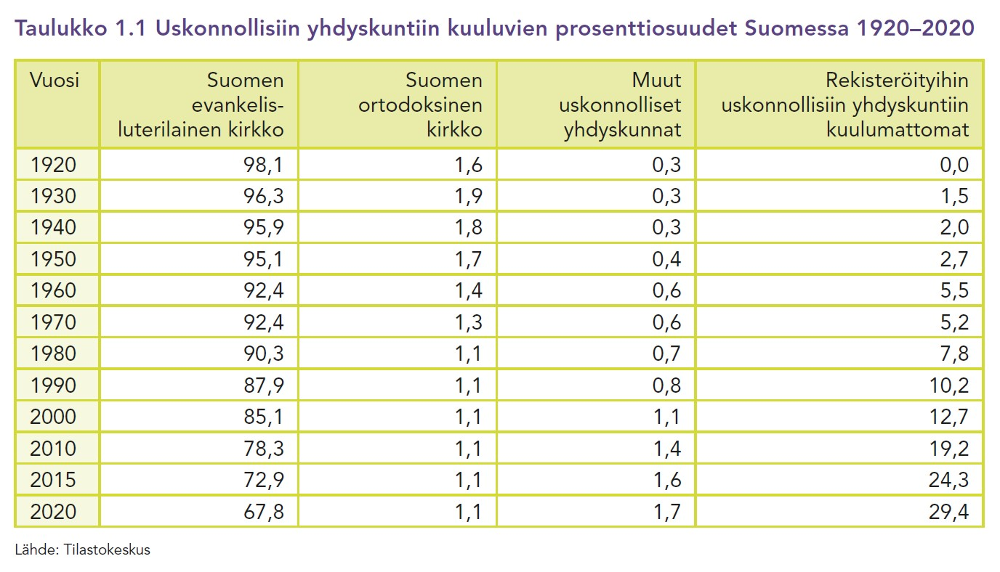 Taulukko 1.1 Uskonnollisiin yhdyskuntiin kuuluvien prosenttiosuudet Suomessa 1920–2020
Vuosi Suomen evankelis-luterilainen kirkko Suomen ortodoksinen kirkko Muut uskonnolliset yhdyskunnat Rekisteröityihin uskonnollisiin yhdyskuntiin kuulumattomat
1920 98,1 1,6 0,3 0,0
1930 96,3 1,9 0,3 1,5
1940 95,9 1,8 0,3 2,0
1950 95,1 1,7 0,4 2,7
1960 92,4 1,4 0,6 5,5
1970 92,4 1,3 0,6 5,2
1980 90,3 1,1 0,7 7,8
1990 87,9 1,1 0,8 10,2
2000 85,1 1,1 1,1 12,7
2010 78,3 1,1 1,4 19,2
2015 72,9 1,1 1,6 24,3
2020 67,8 1,1 1,7 29,4
Lähde: Tilastokeskus